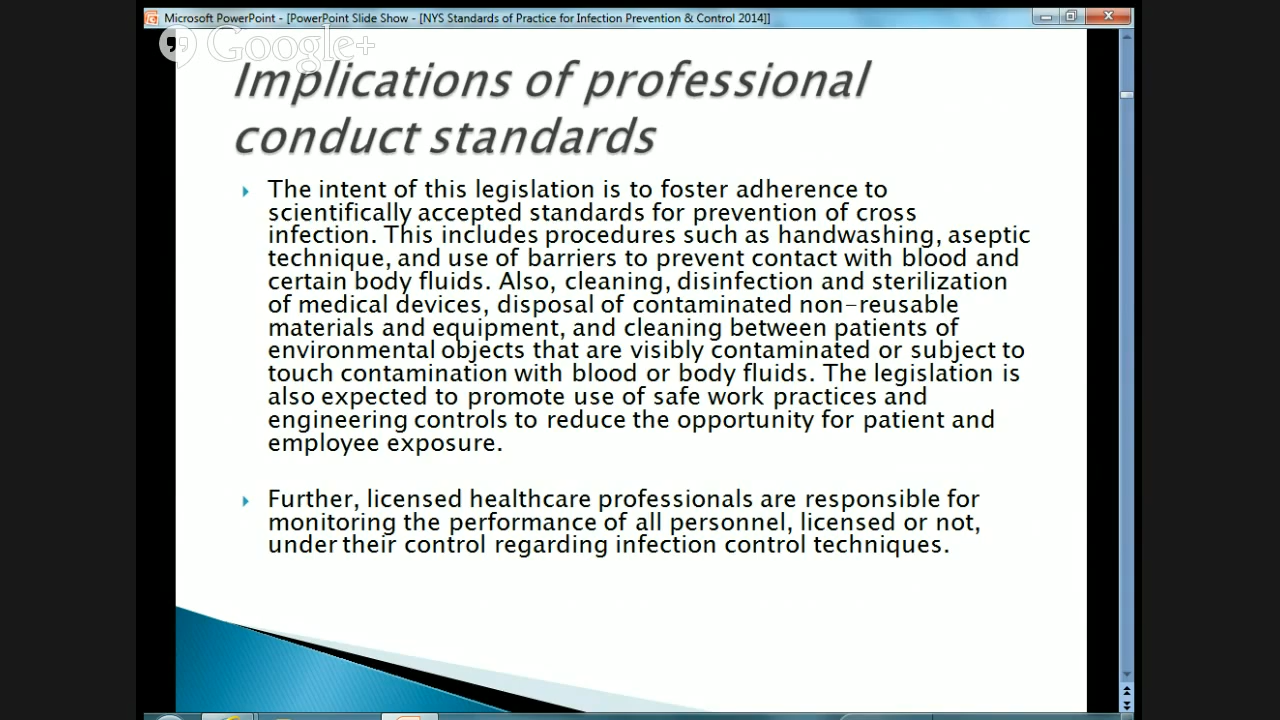 Microsoft PowerPoint - [PowerPoint Slide Show - [NYS Standards of Practice for Infection Prevention & Control 2014]]
Google+
Implications of professional
conduct standards
The intent of this legislation is to foster adherence to
scientifically accepted standards for prevention of cross
infection. This includes procedures such as handwashing, aseptic
technique, and use of barriers to prevent contact with blood and
certain body fluids. Also, cleaning, disinfection and sterilization
of medical devices, disposal of contaminated non-reusable
materials and equipment, and cleaning between patients of
environmental objects that are visibly contaminated or subject to
touch contamination with blood or body fluids. The legislation is
also expected to promote use of safe work practices and
engineering controls to reduce the opportunity for patient and
employee exposure.
Further, licensed healthcare professionals are responsible for
monitoring the performance of all personnel, licensed or not,
under their control regarding infection control techniques.